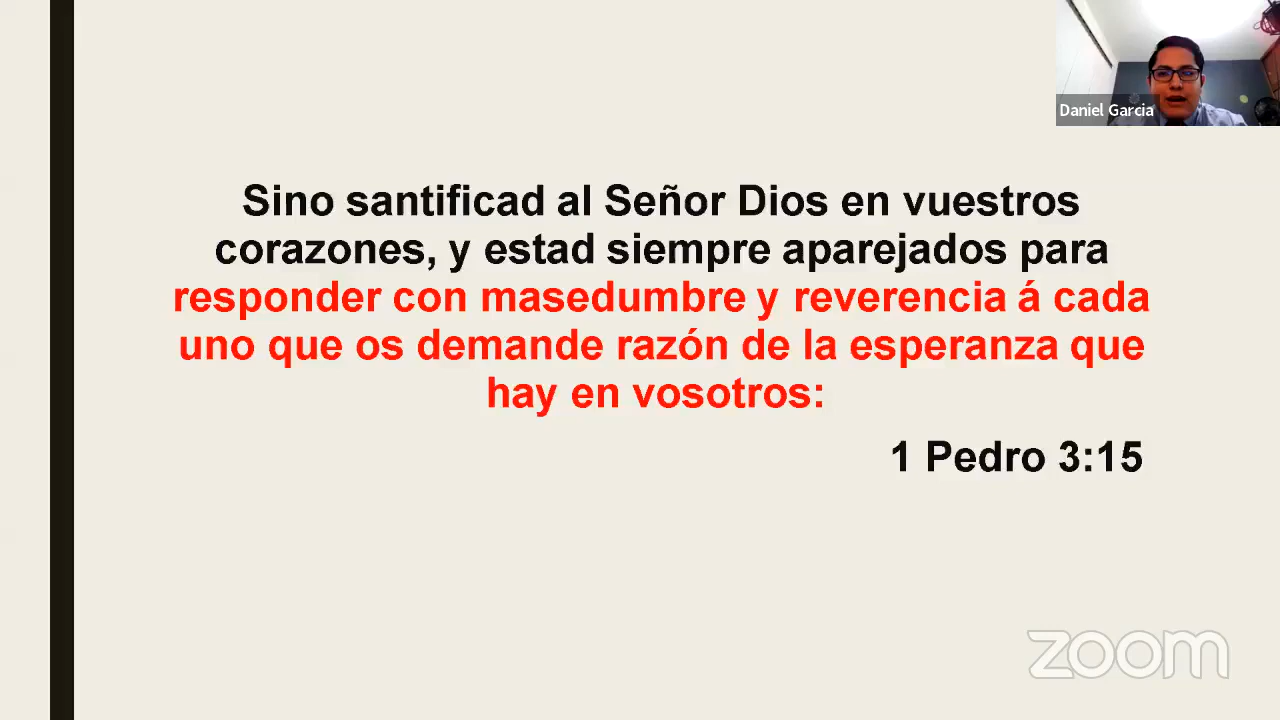 Daniel Garcia
Sino santificad al Señor Dios en vuestros
corazones, y estad siempre aparejados para
responder con masedumbre y reverencia á cada
uno que os demande razón de la esperanza que
hay en vosotros:
1 Pedro 3:15
zoom